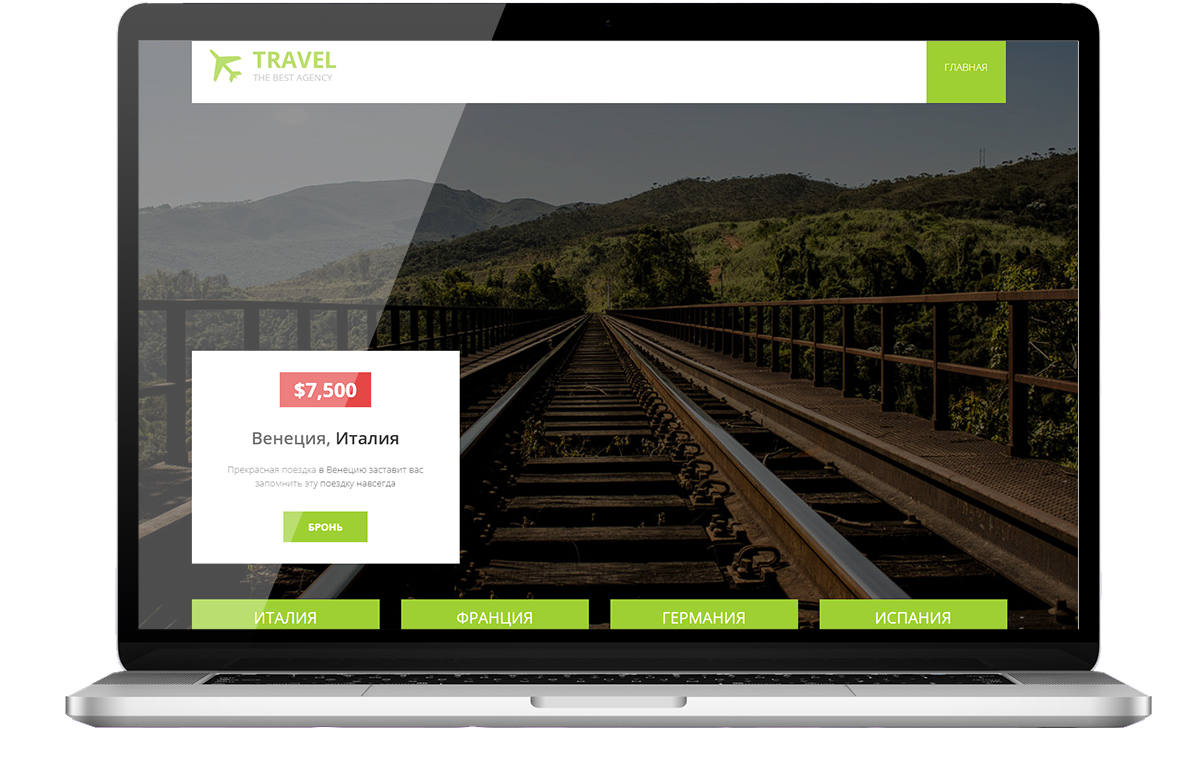 TRAVEL
THE BEST AGENCY
ГЛАВНАЯ
$7,500
Венеция, Италия
Прекрасная поездка в Венецию заставит вас
запомнить эту поездку навсегда
БРОНЬ
ИТАЛИЯ
ФРАНЦИЯ
ГЕРМАНИЯ
ИСПАНИЯ